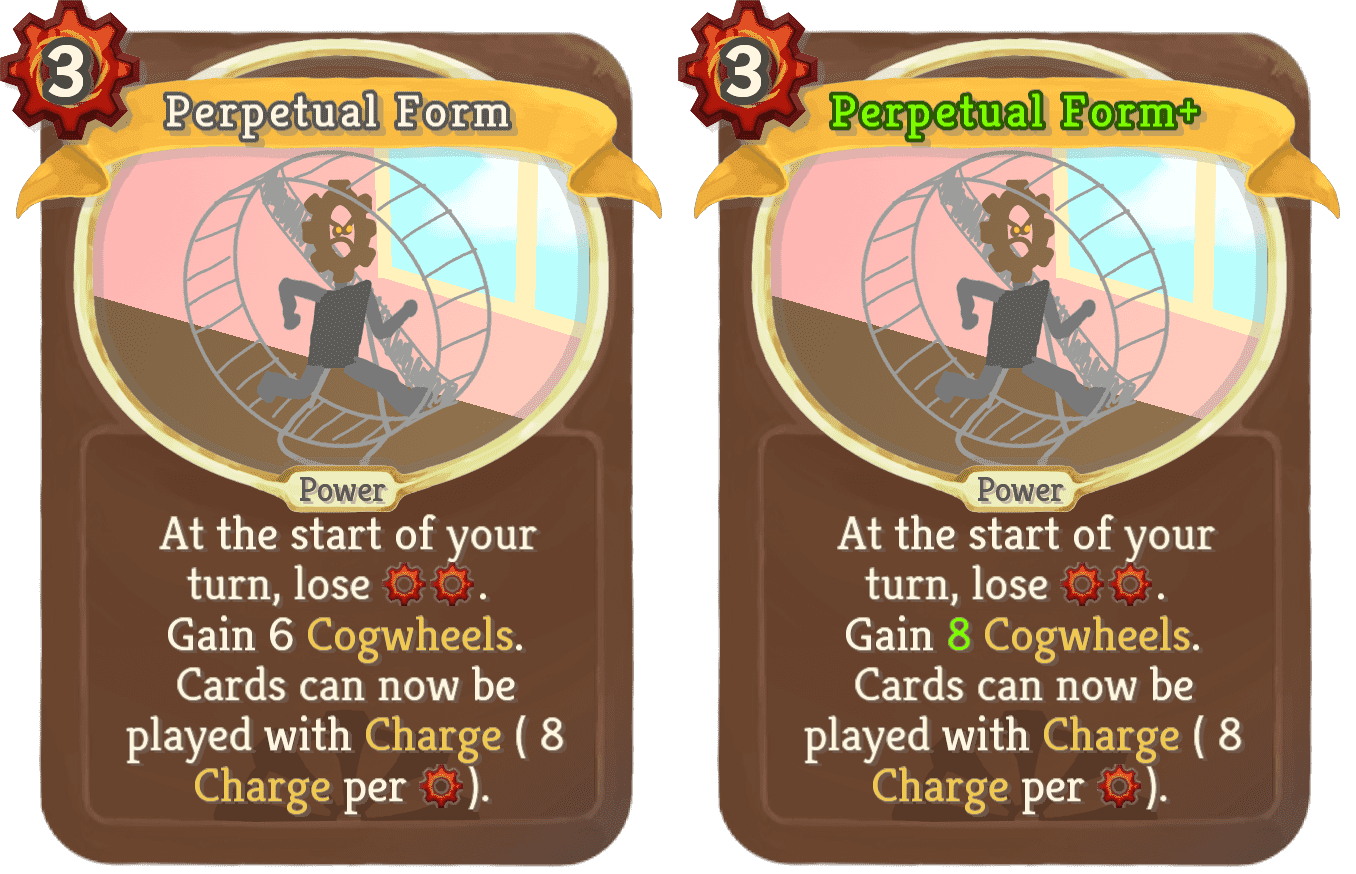 3
Perpetual Form
Power
At the start of your
turn, lose .
Gain 6 Cogwheels.
Cards can now be
played with Charge ( 8
Charge per ).
3
Perpetual Form+
Power
At the start of your
turn, lose .
Gain 8 Cogwheels.
Cards can now be
played with Charge ( 8
Charge per ).